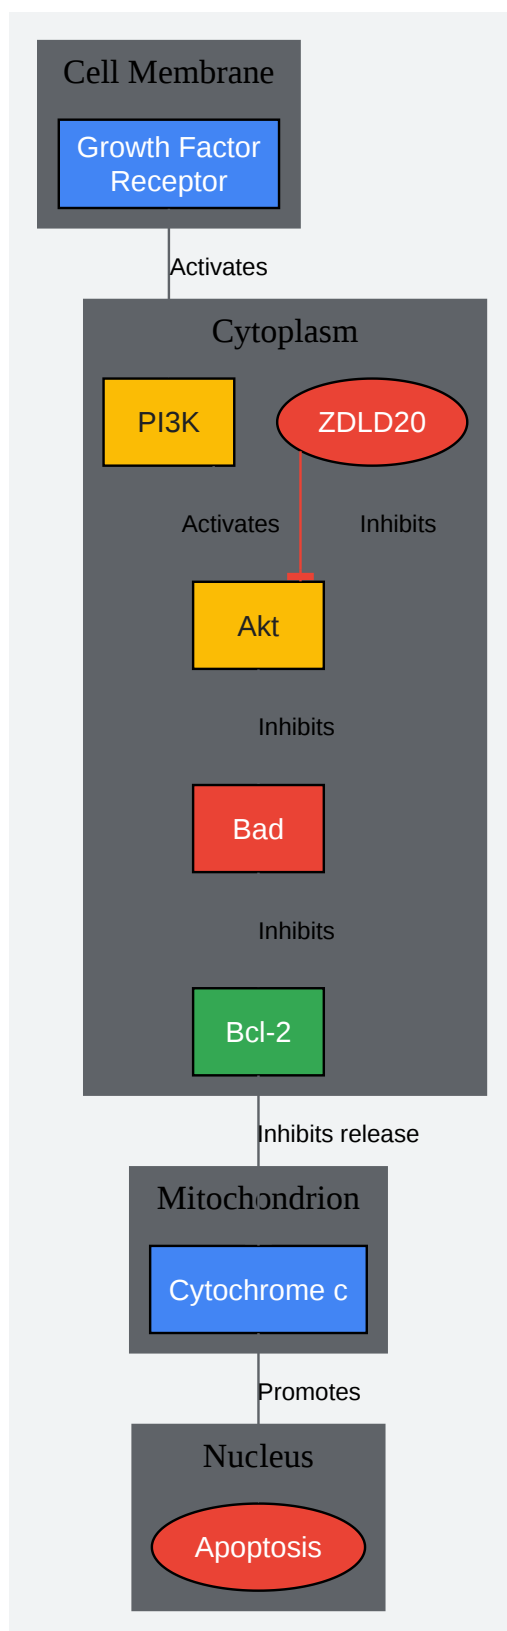 Cell Membrane
Growth Factor
Receptor
Activates
Cytoplasm
PI3K
ZDLD20
Activates
Inhibits
Akt
Inhibits
Bad
Inhibits
Bcl-2
Inhibits release
Mitochondrion
Cytochrome c
Promotes
Nucleus
Apoptosis